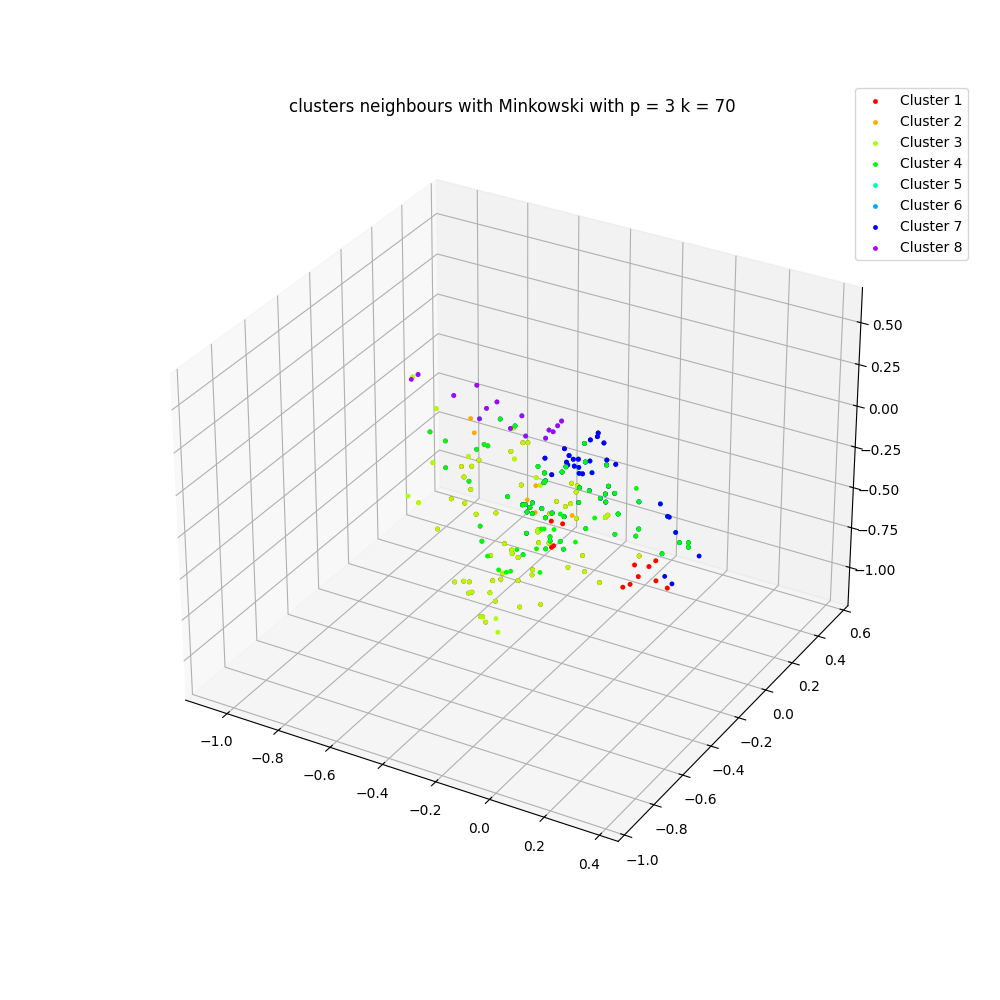 clusters neighbours with Minkowski with p = 3 k = 70
Cluster 1
Cluster 2
Cluster 3
Cluster 4
Cluster 5
Cluster 6
Cluster 7
Cluster 8
0.50
0.25
0.00
−0.25
−0.50
−0.75
−1.00
0.6
0.4
0.2
0.0
−0.2
−0.4
−0.6
−0.8
−1.0
−1.0
−0.8
−0.6
−0.4
−0.2
0.0
0.2
0.4